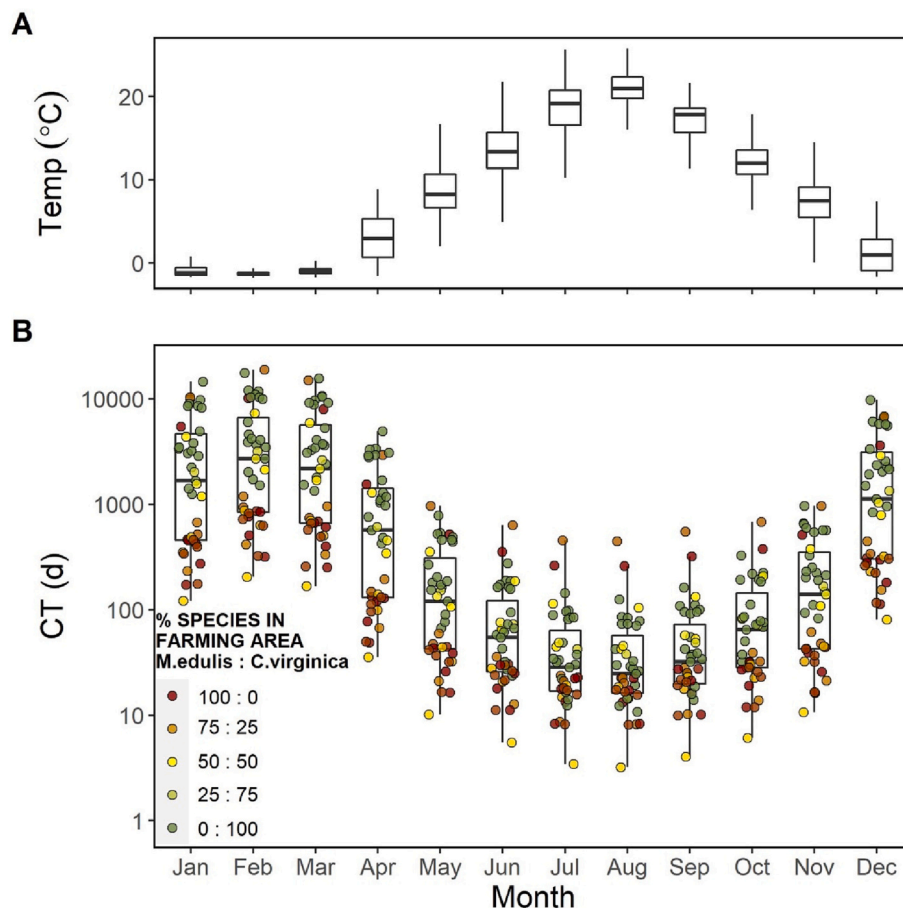 A
Temp (°C)
20
10
0
B
CT (d)
10000
1000
100
10
1
% SPECIES IN
FARMING AREA
M.edulis : C.virginica
100 : 0
75 : 25
50 : 50
25 : 75
0 : 100
Jan Feb Mar Apr May Jun Jul Aug Sep Oct Nov Dec
Month